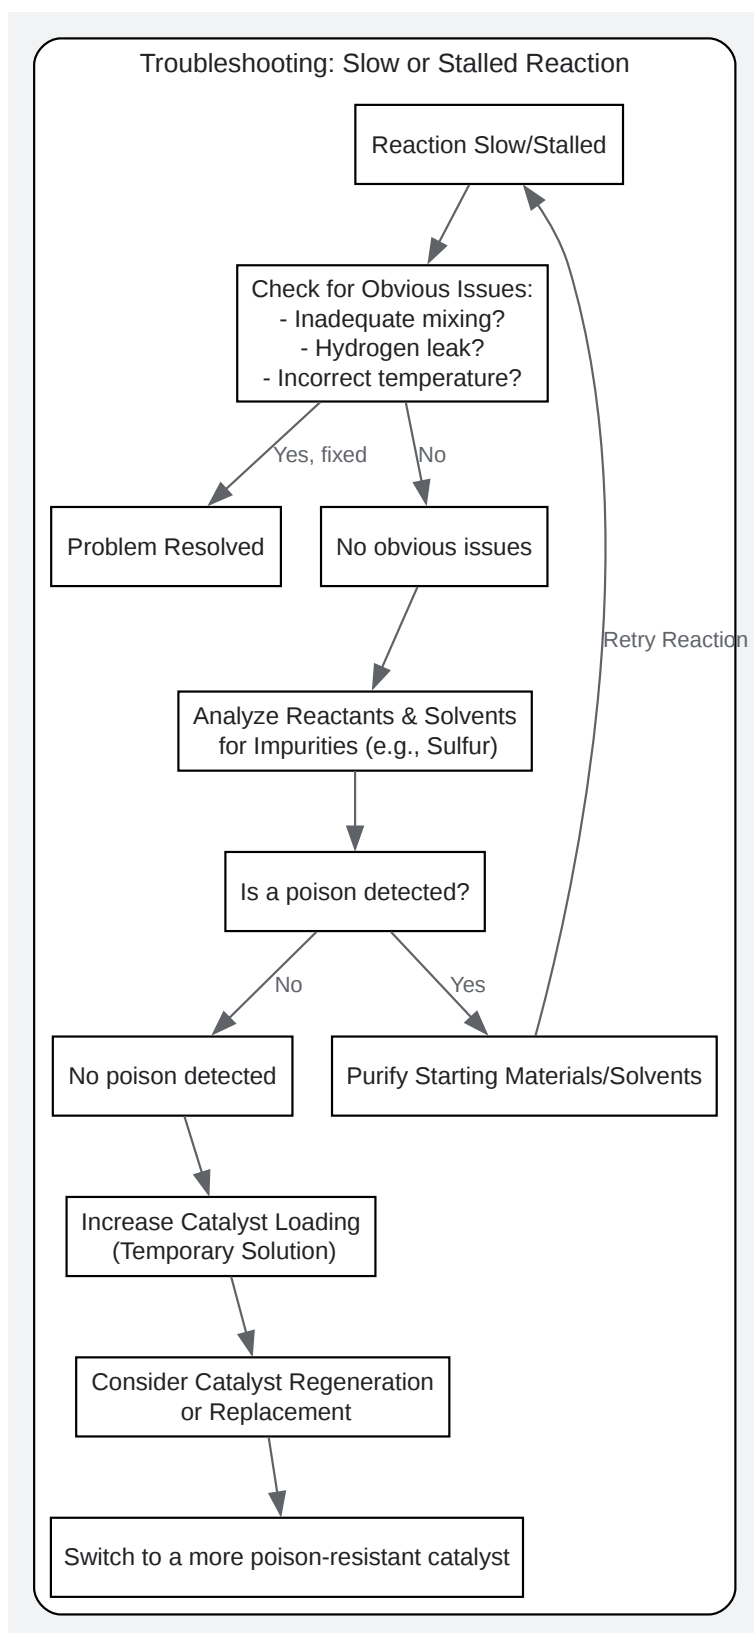 Troubleshooting: Slow or Stalled Reaction
Reaction Slow/Stalled
Check for Obvious Issues:
- Inadequate mixing?
- Hydrogen leak?
- Incorrect temperature?
Yes, fixed
No
Problem Resolved
No obvious issues
Retry Reaction
Analyze Reactants & Solvents
for Impurities (e.g., Sulfur)
Is a poison detected?
No
Yes
No poison detected
Purify Starting Materials/Solvents
Increase Catalyst Loading
(Temporary Solution)
Consider Catalyst Regeneration
or Replacement
Switch to a more poison-resistant catalyst